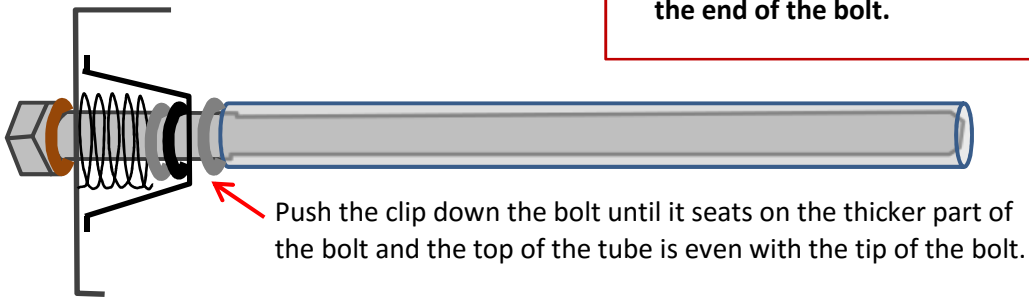 the end of the bolt.
Push the clip down the bolt until it seats on the thicker part of
the bolt and the top of the tube is even with the tip of the bolt.